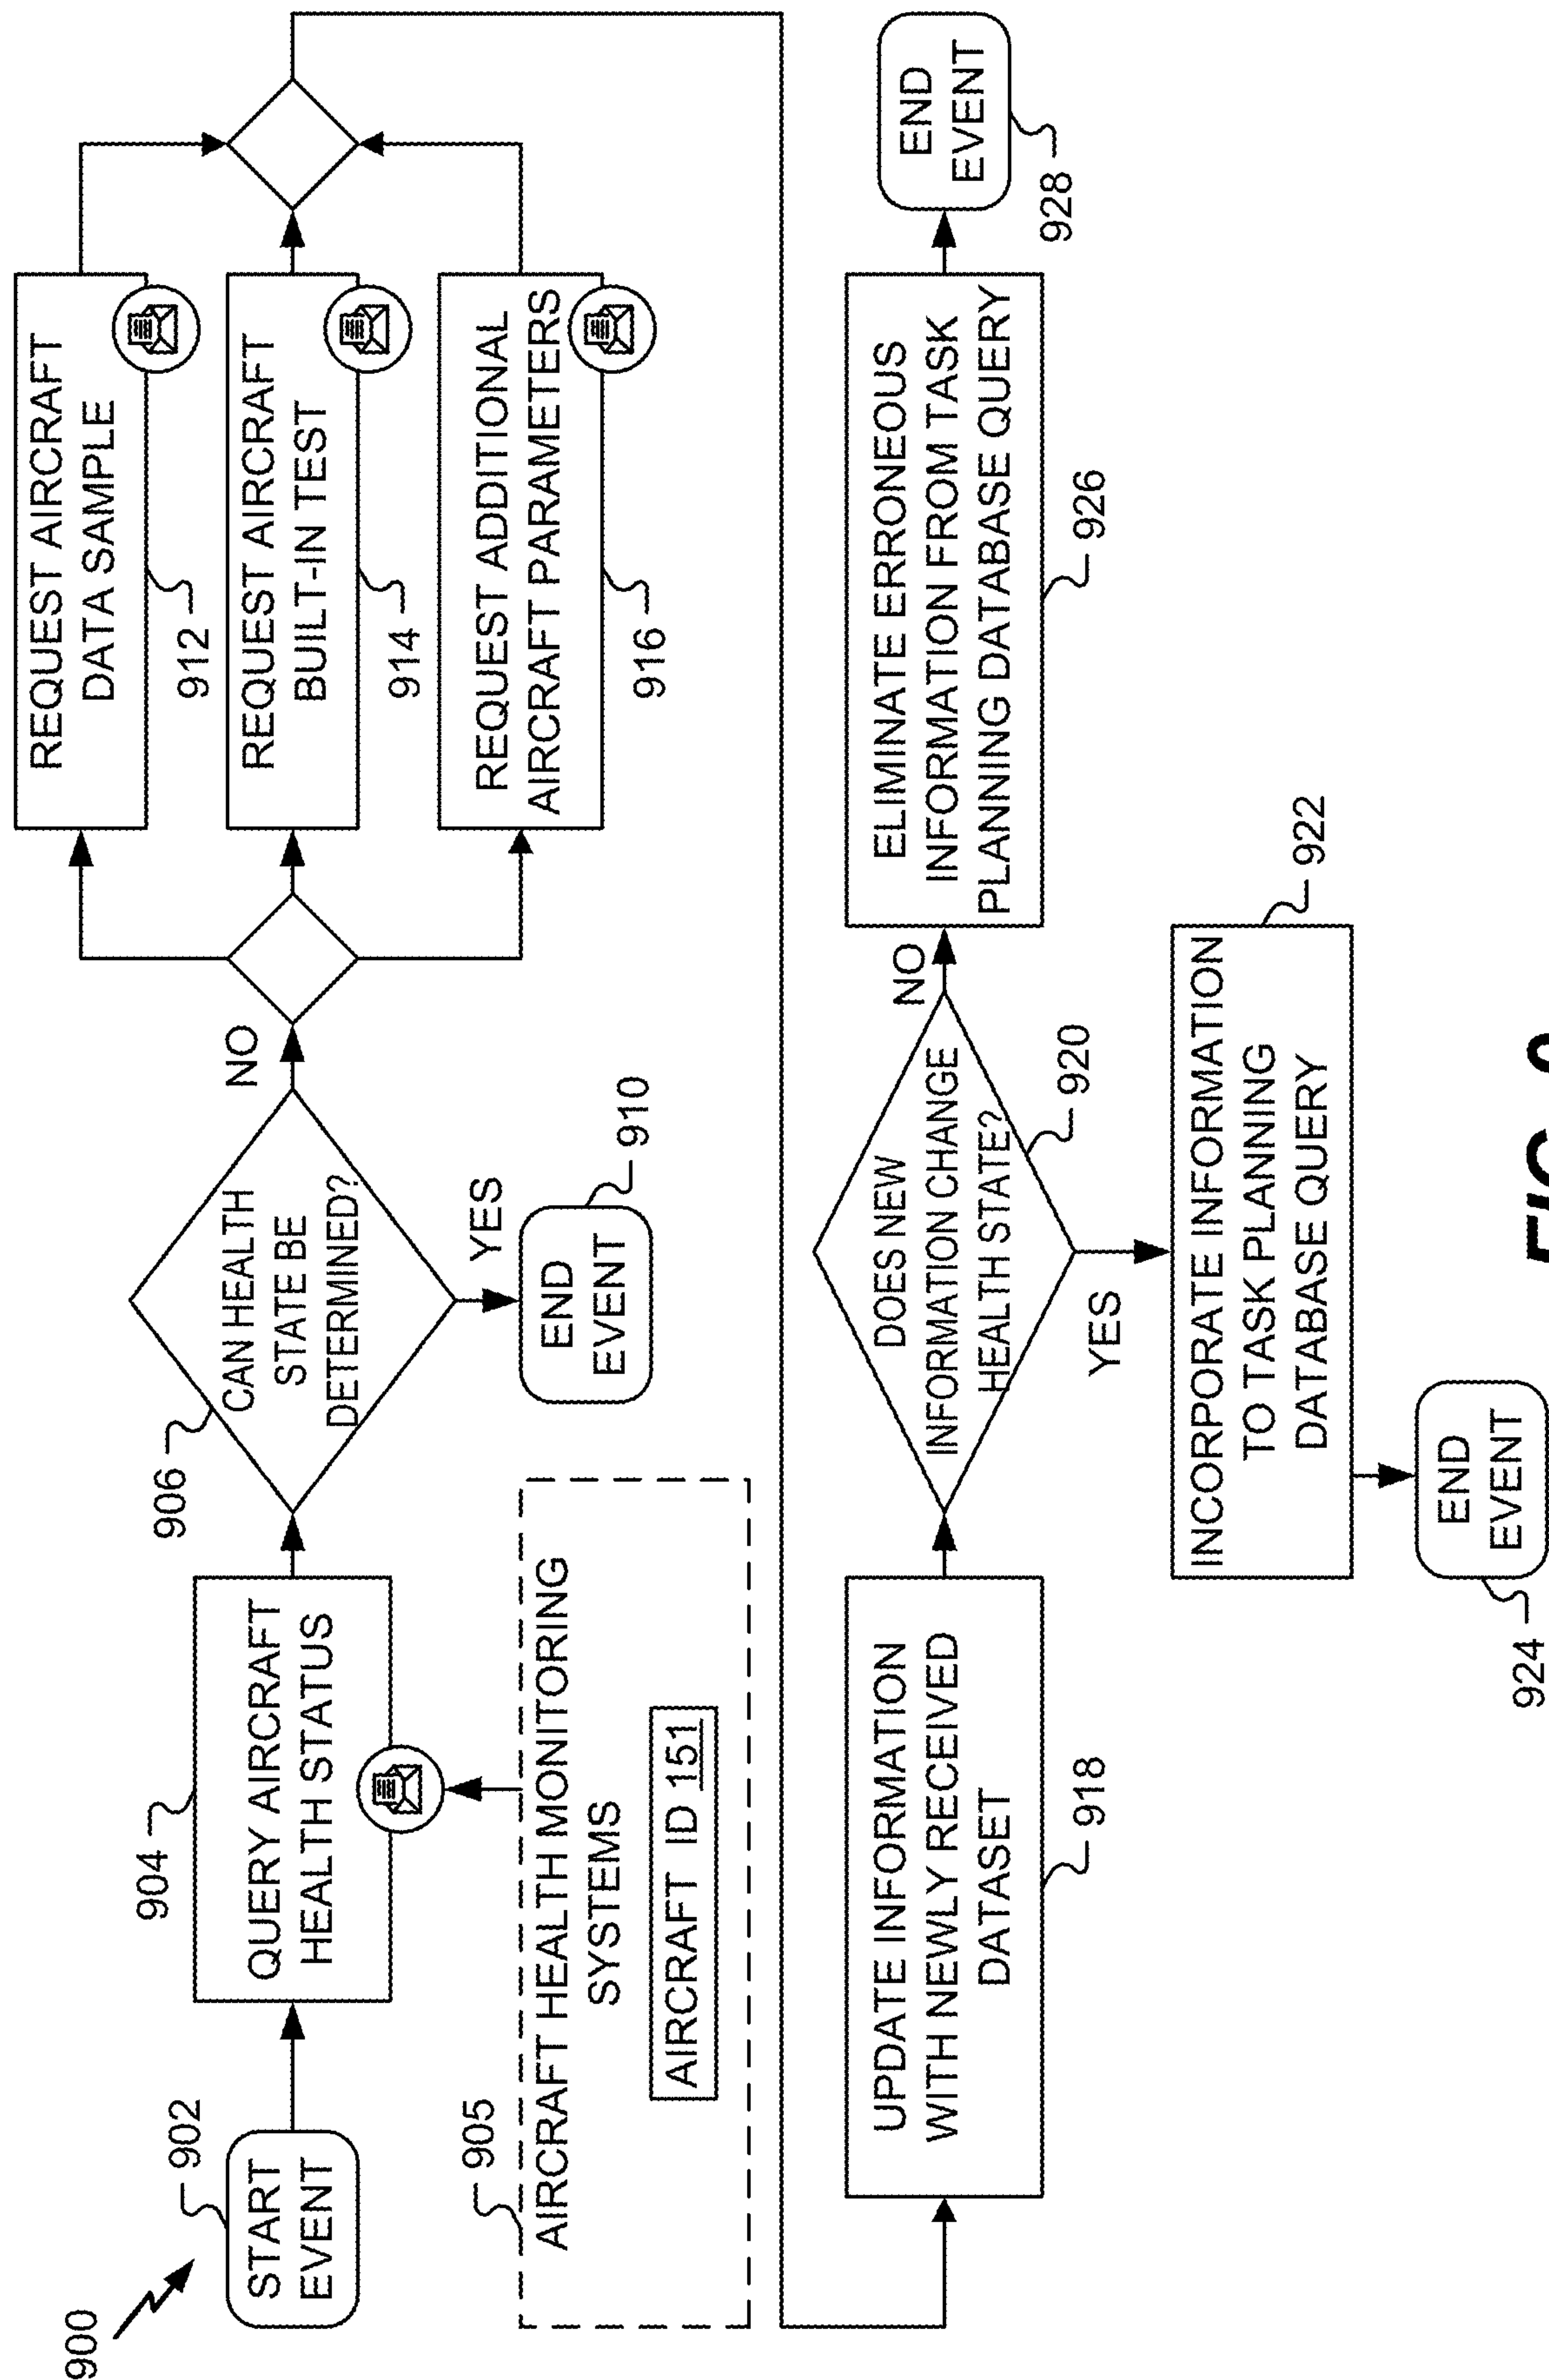 900
902
START
EVENT
904
QUERY AIRCRAFT
HEALTH STATUS
905
AIRCRAFT HEALTH MONITORING
SYSTEMS
AIRCRAFT ID 151
906
CAN HEALTH
STATE BE
DETERMINED?
NO
YES
END
EVENT
910
REQUEST AIRCRAFT
DATA SAMPLE
912
REQUEST AIRCRAFT
BUILT-IN TEST
914
REQUEST ADDITIONAL
AIRCRAFT PARAMETERS
916
UPDATE INFORMATION
WITH NEWLY RECEIVED
DATASET
918
DOES NEW
INFORMATION CHANGE
HEALTH STATE?
920
NO
YES
ELIMINATE ERRONEOUS
INFORMATION FROM TASK
PLANNING DATABASE QUERY
926
END
EVENT
928
INCORPORATE INFORMATION
TO TASK PLANNING
DATABASE QUERY
922
END
EVENT
924
FIG.